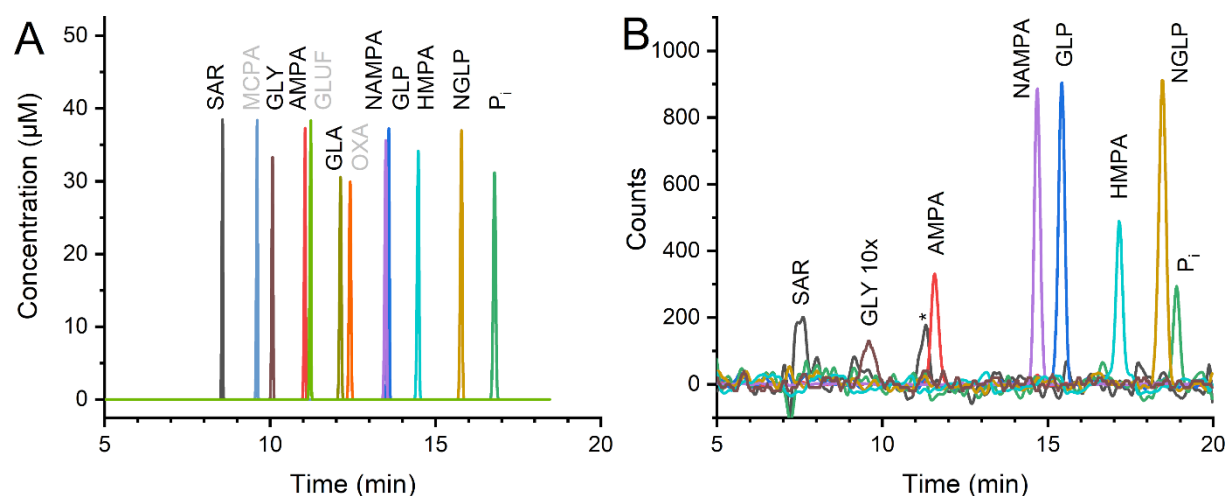 A
Concentration (µM)
50
40
30
20
10
0
SAR
MCPA
GLY
AMPA
GLUF
GLA
OXA
NAMPA
GLP
HMPA
NGLP
Pi
5
10
15
20
Time (min)
B
Counts
1000
800
600
400
200
0
SAR
GLY 10x
*
AMPA
NAMPA
GLP
HMPA
NGLP
Pi
5
10
15
20
Time (min)